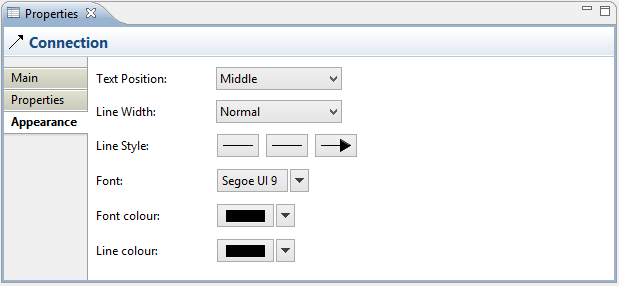 Properties
Connection
Main
Properties
Appearance
Text Position: Middle
Line Width: Normal
Line Style:
Font: Segoe UI 9
Font colour:
Line colour: